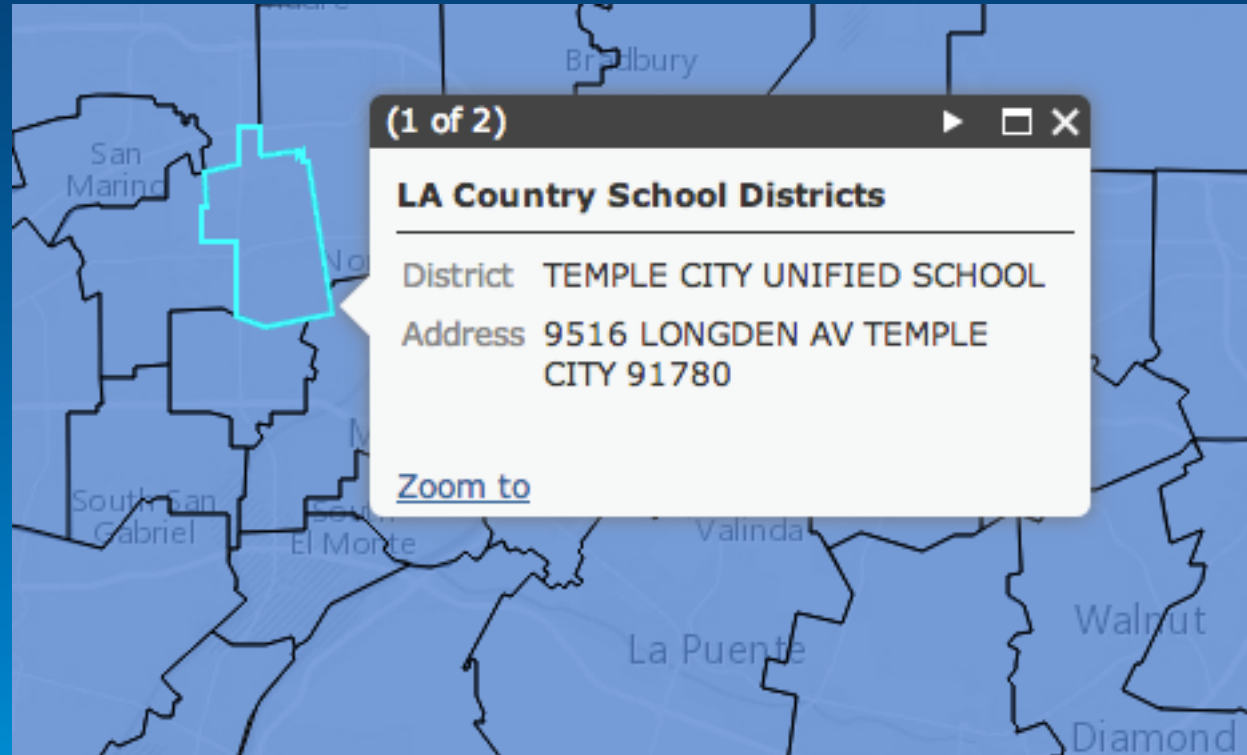 Bradbury
(1 of 2)
San
Marino
LA Country School Districts
District TEMPLE CITY UNIFIED SCHOOL
Address 9516 LONGDEN AV TEMPLE
CITY 91780
Zoom to
South San
Gabriel
South
El Monte
Valinda
Walnut
La Puente
Diamond